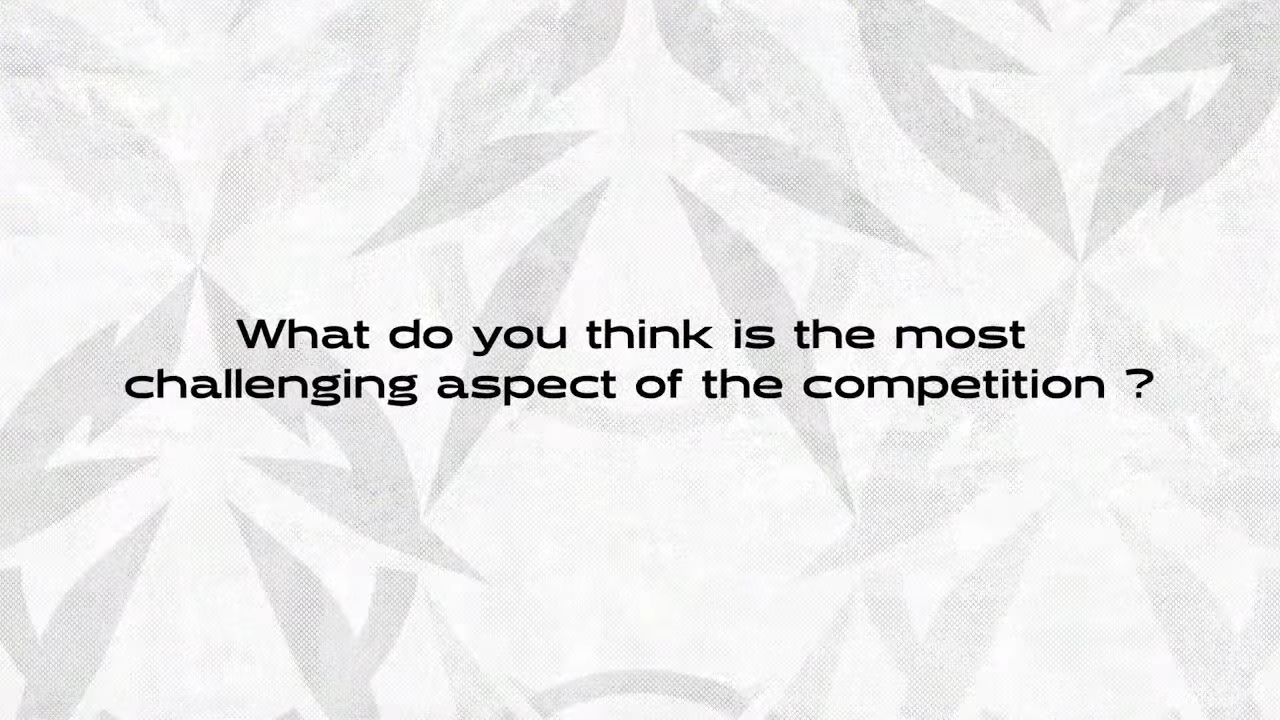 What do you think is the most
challenging aspect of the competition ?